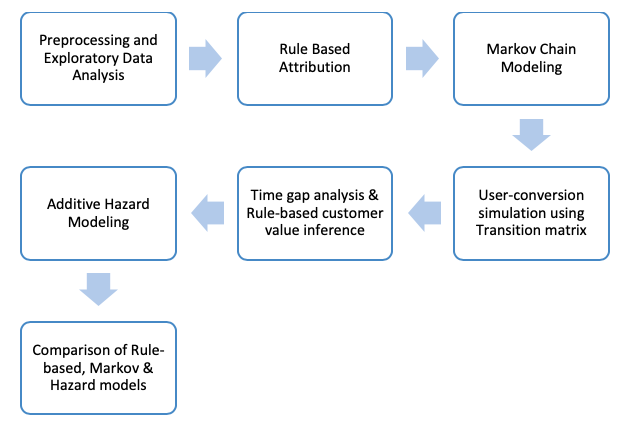 Preprocessing and
Exploratory Data
Analysis
Rule Based
Attribution
Markov Chain
Modeling
User-conversion
simulation using
Transition matrix
Time gap analysis &
Rule-based customer
value inference
Additive Hazard
Modeling
Comparison of Rule-
based, Markov &
Hazard models